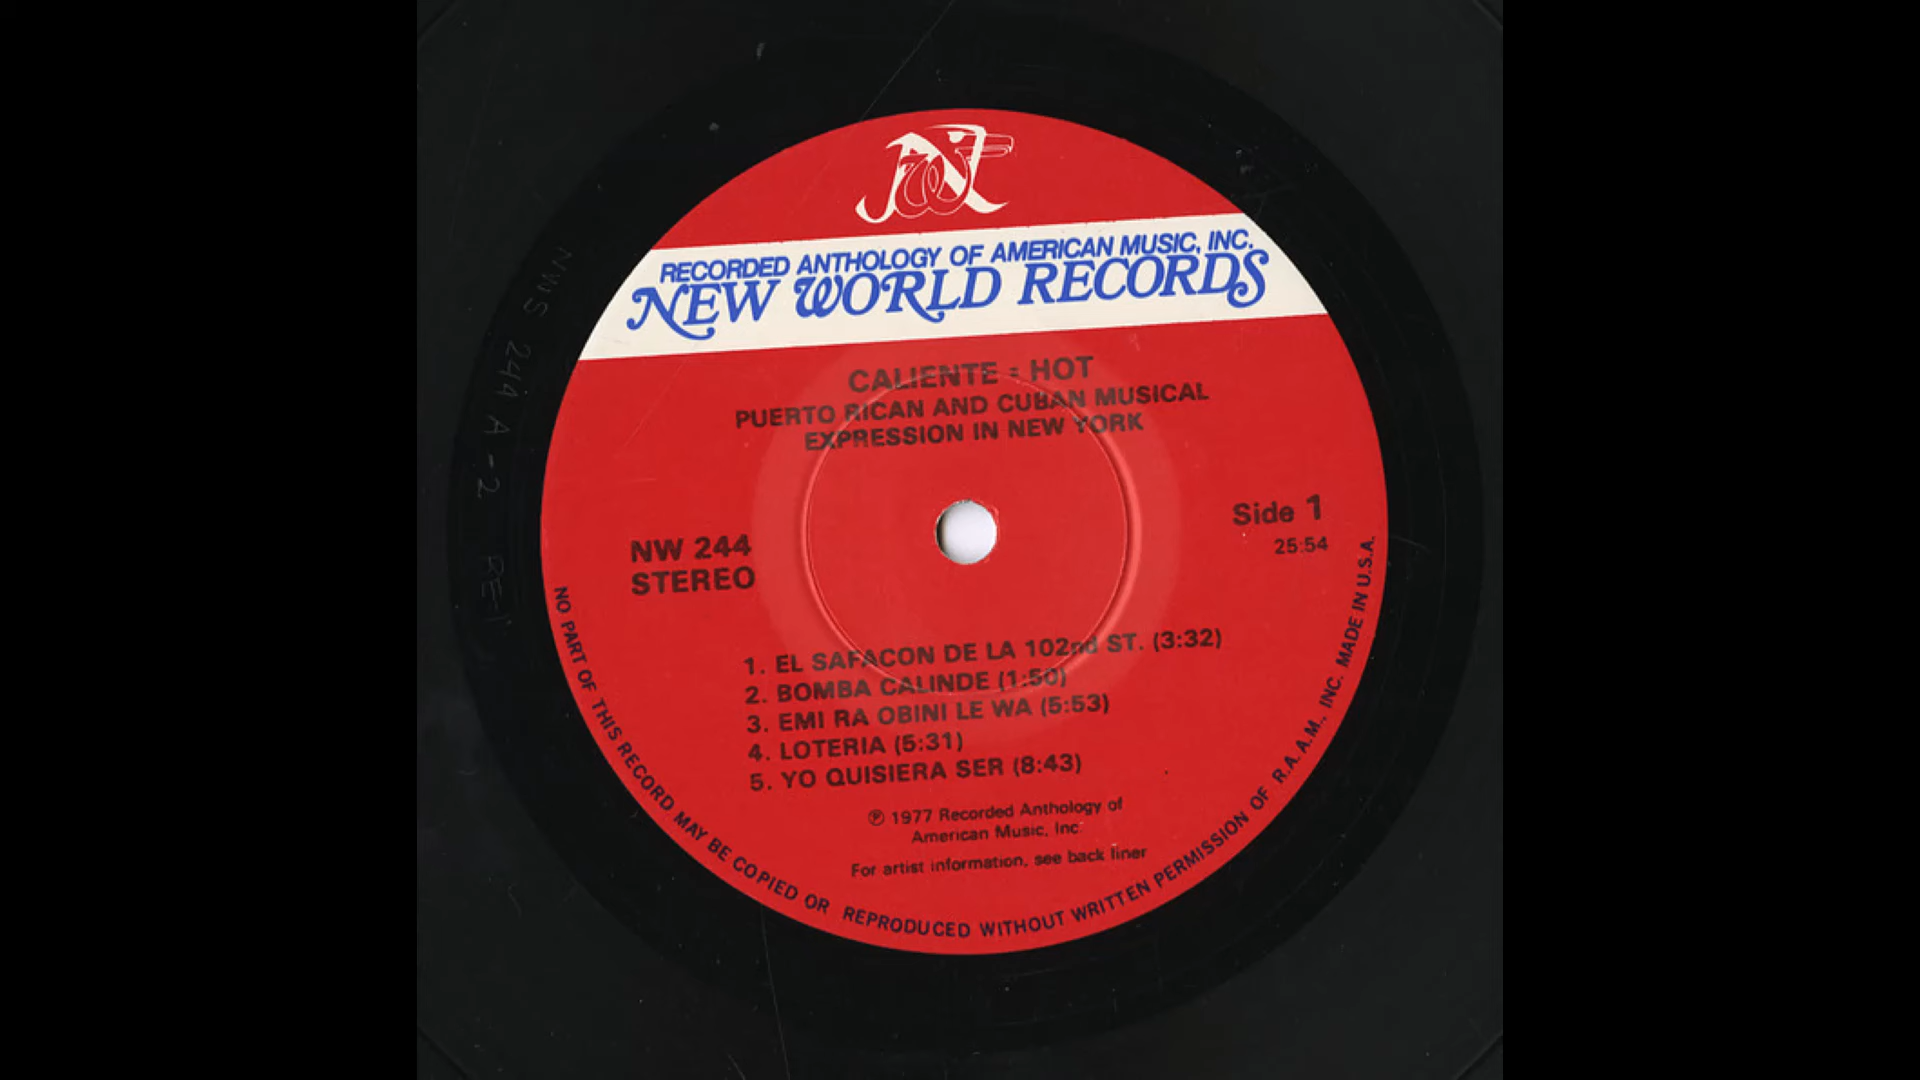 RECORDED ANTHOLOGY OF AMERICAN MUSIC, INC.
NEW WORLD RECORDS
CALIENTE = HOT
PUERTO RICAN AND CUBAN MUSICAL
EXPRESSION IN NEW YORK
Side 1
25:54
NW 244
STEREO
1. EL SAFACON DE LA 102nd ST. (3:32)
2. BOMBA CALINDE (1:50)
3. EMI RA OBINI LE WA (5:53)
4. LOTERIA (5:31)
5. YO QUISIERA SER (8:43)
℗ 1977 Recorded Anthology of
American Music, Inc.
For artist information, see back liner
NO PART OF THIS RECORD MAY BE COPIED OR REPRODUCED WITHOUT WRITTEN PERMISSION OF R.A.A.M., INC. MADE IN U.S.A.
NWS 244 A-2 RE-1